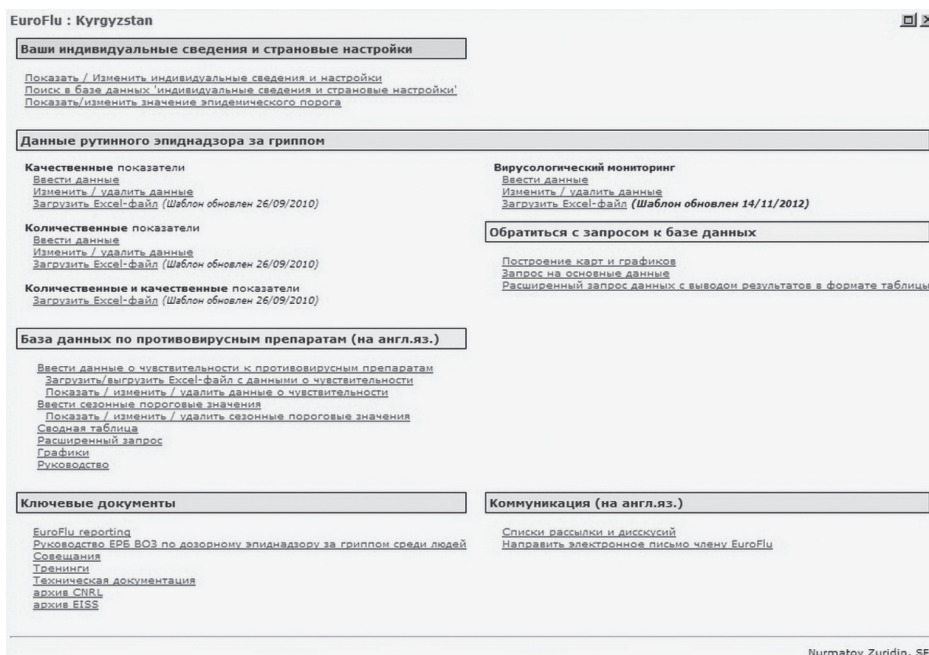 EuroFlu : Kyrgyzstan
Ваши индивидуальные сведения и страновые настройки
Показать / Изменить индивидуальные сведения и настройки
Поиск в базе данных 'индивидуальные сведения и страновые настройки'
Показать/изменить значение эпидемического порога
Данные рутинного эпиднадзора за гриппом
Качественные показатели
Ввести данные
Изменить / удалить данные
Загрузить Excel-файл (Шаблон обновлен 26/09/2010)
Количественные показатели
Ввести данные
Изменить / удалить данные
Загрузить Excel-файл (Шаблон обновлен 26/09/2010)
Количественные и качественные показатели
Загрузить Excel-файл (Шаблон обновлен 26/09/2010)
Вирусологический мониторинг
Ввести данные
Изменить / удалить данные
Загрузить Excel-файл (Шаблон обновлен 14/11/2012)
Обратиться с запросом к базе данных
Построение карт и графиков
Запрос на основные данные
Расширенный запрос данных с выводом результатов в формате таблицы
База данных по противовирусным препаратам (на англ.яз.)
Ввести данные о чувствительности к противовирусным препаратам
Загрузить/выгрузить Excel-файл с данными о чувствительности
Показать / изменить / удалить данные о чувствительности
Ввести сезонные пороговые значения
Показать / изменить / удалить сезонные пороговые значения
Сводная таблица
Расширенный запрос
Графики
Руководство
Ключевые документы
EuroFlu reporting
Руководство ЕРБ ВОЗ по дозорному эпиднадзору за гриппом среди людей
Совещания
Тренинги
Техническая документация
архив CNRL
архив EISS
Коммуникация (на англ.яз.)
Списки рассылки и дисскусий
Направить электронное письмо члену EuroFlu
Nurmatov Zuridin, SE